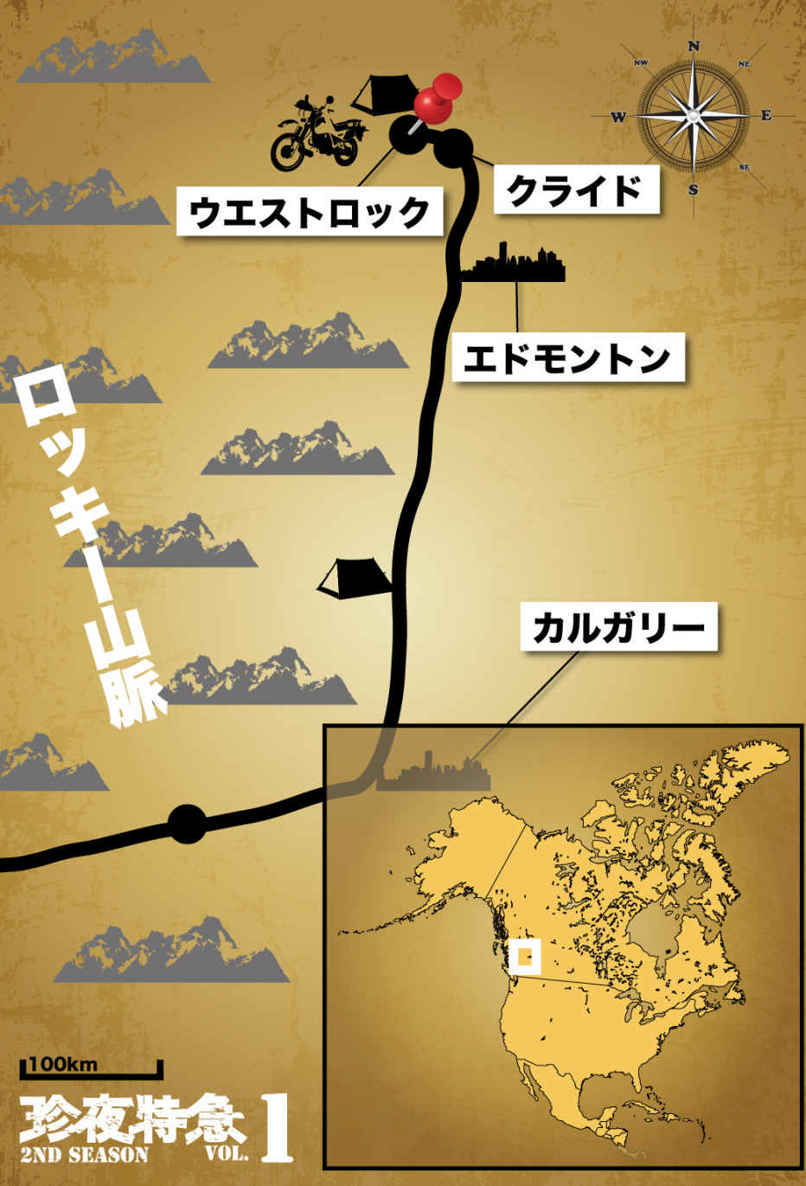 N
NW
NE
W
E
SE
S
ウエストロック
クライド
エドモントン
ロッキー山脈
カルガリー
100km
珍夜特急
2ND SEASON
VOL. 1